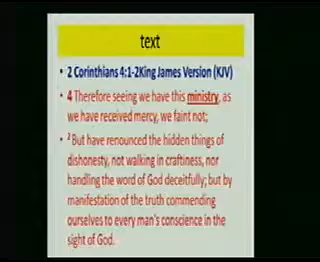 text
• 2 Corinthians 4:1-2King James Version (KJV)
• 4 Therefore seeing we have this ministry, as
we have received mercy, we faint not;
• ² But have renounced the hidden things of
dishonesty, not walking in craftiness, nor
handling the word of God deceitfully; but by
manifestation of the truth commending
ourselves to every man's conscience in the
sight of God.